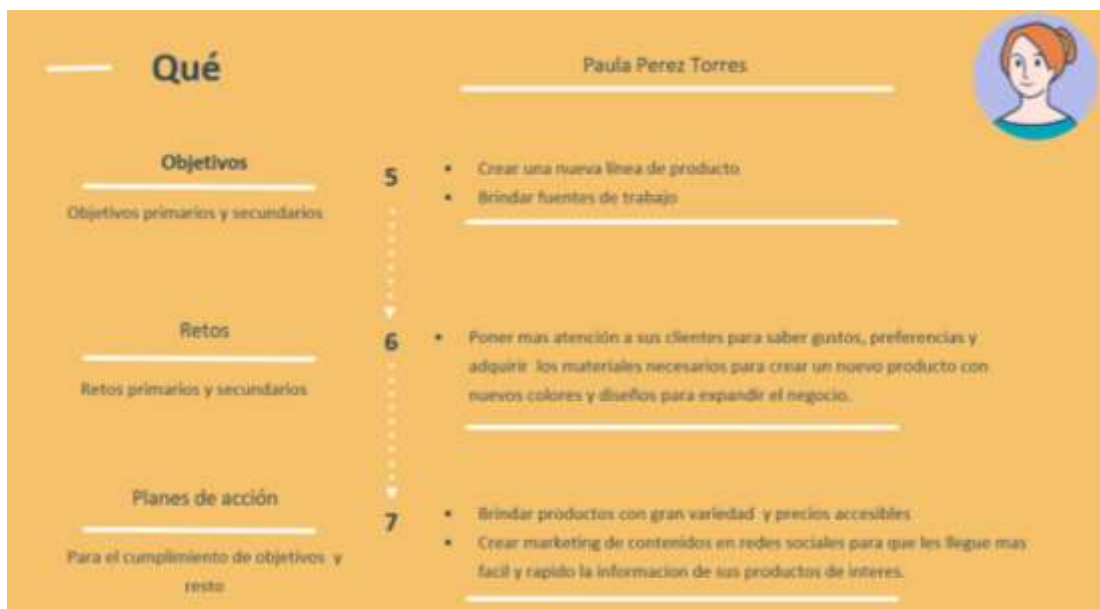 Qué
Paula Perez Torres
Objetivos
Objetivos primarios y secundarios
5
• Crear una nueva línea de producto
• Brindar fuentes de trabajo
Retos
Retos primarios y secundarios
6
• Poner mas atención a sus clientes para saber gustos, preferencias y
adquirir los materiales necesarios para crear un nuevo producto con
nuevos colores y diseños para expandir el negocio.
Planes de acción
Para el cumplimiento de objetivos y
resto
7
• Brindar productos con gran variedad y precios accesibles
• Crear marketing de contenidos en redes sociales para que les llegue mas
facil y rapido la informacion de sus productos de interes.